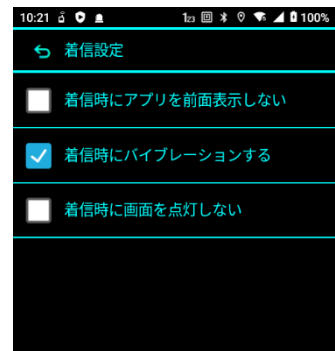 10:21 123 100%
着信設定
着信時にアプリを前面表示しない
着信時にバイブレーションする
着信時に画面を点灯しない